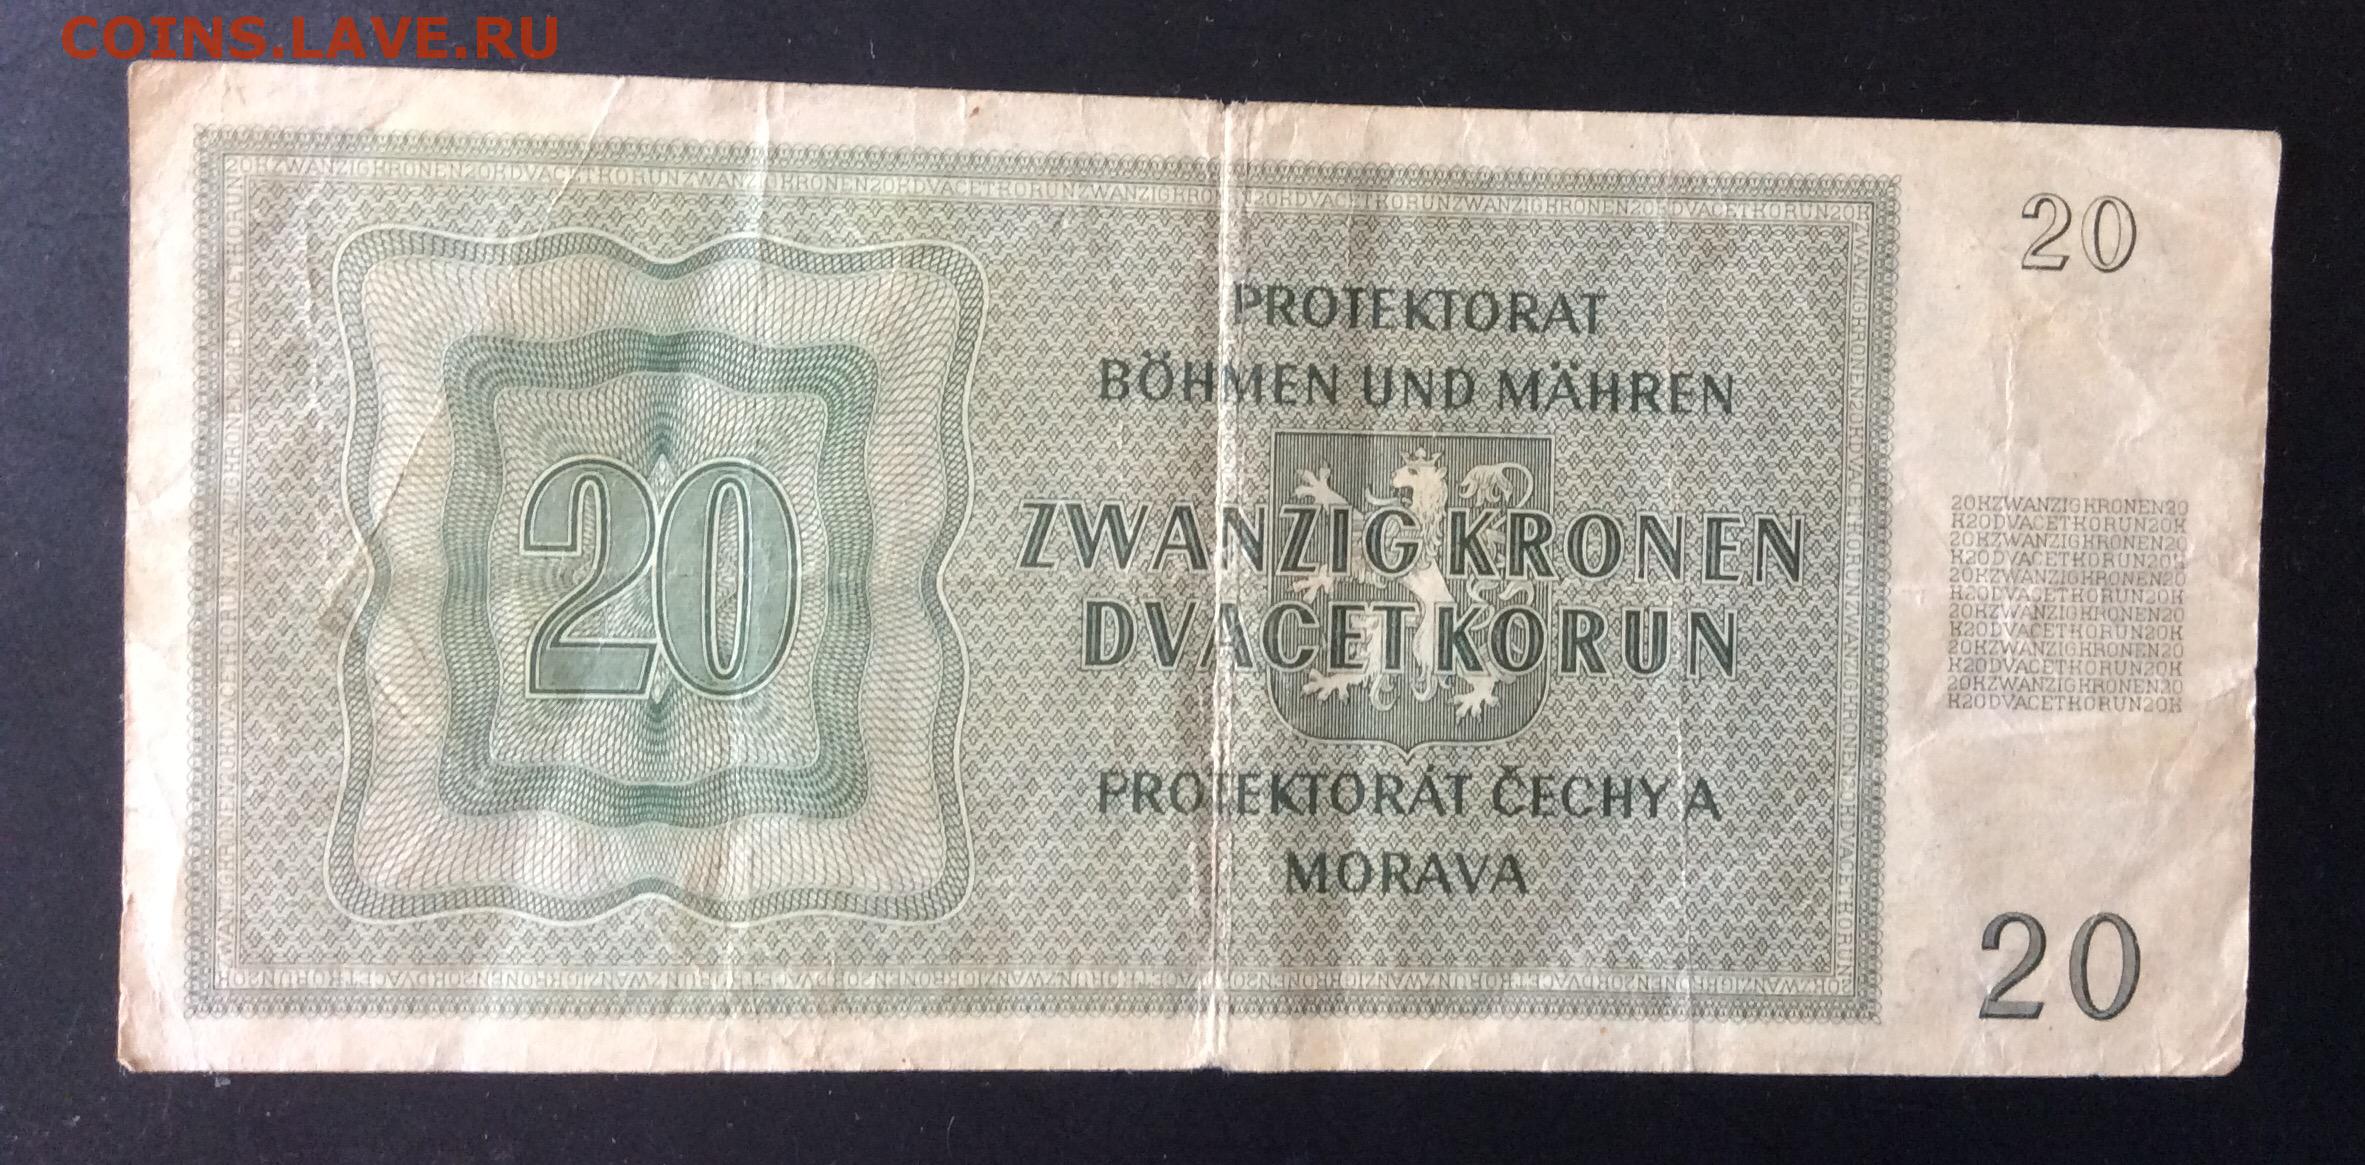 COINS.LAVE.RU
20KZWANZIGKRONEN20KDVACETKORUNZWANZIGKRONEN20KDVACETKORUNZWANZIGKRONEN20KDVACETKORUNZWANZIGKRONEN20KDVACETKORUN20K
20
PROTEKTORAT
BÖHMEN UND MÄHREN
20
ZWANZIG KRONEN
DVACET KORUN
PROTEKTORÁT ČECHY A
MORAVA
20KZWANZIGKRONEN20
K20DVACETKORUN20K
20KZWANZIGKRONEN20
K20DVACETKORUN20K
20KZWANZIGKRONEN20
K20DVACETKORUN20K
20KZWANZIGKRONEN20
K20DVACETKORUN20K
20KZWANZIGKRONEN20
K20DVACETKORUN20K
20KZWANZIGKRONEN20
K20DVACETKORUN20K
20